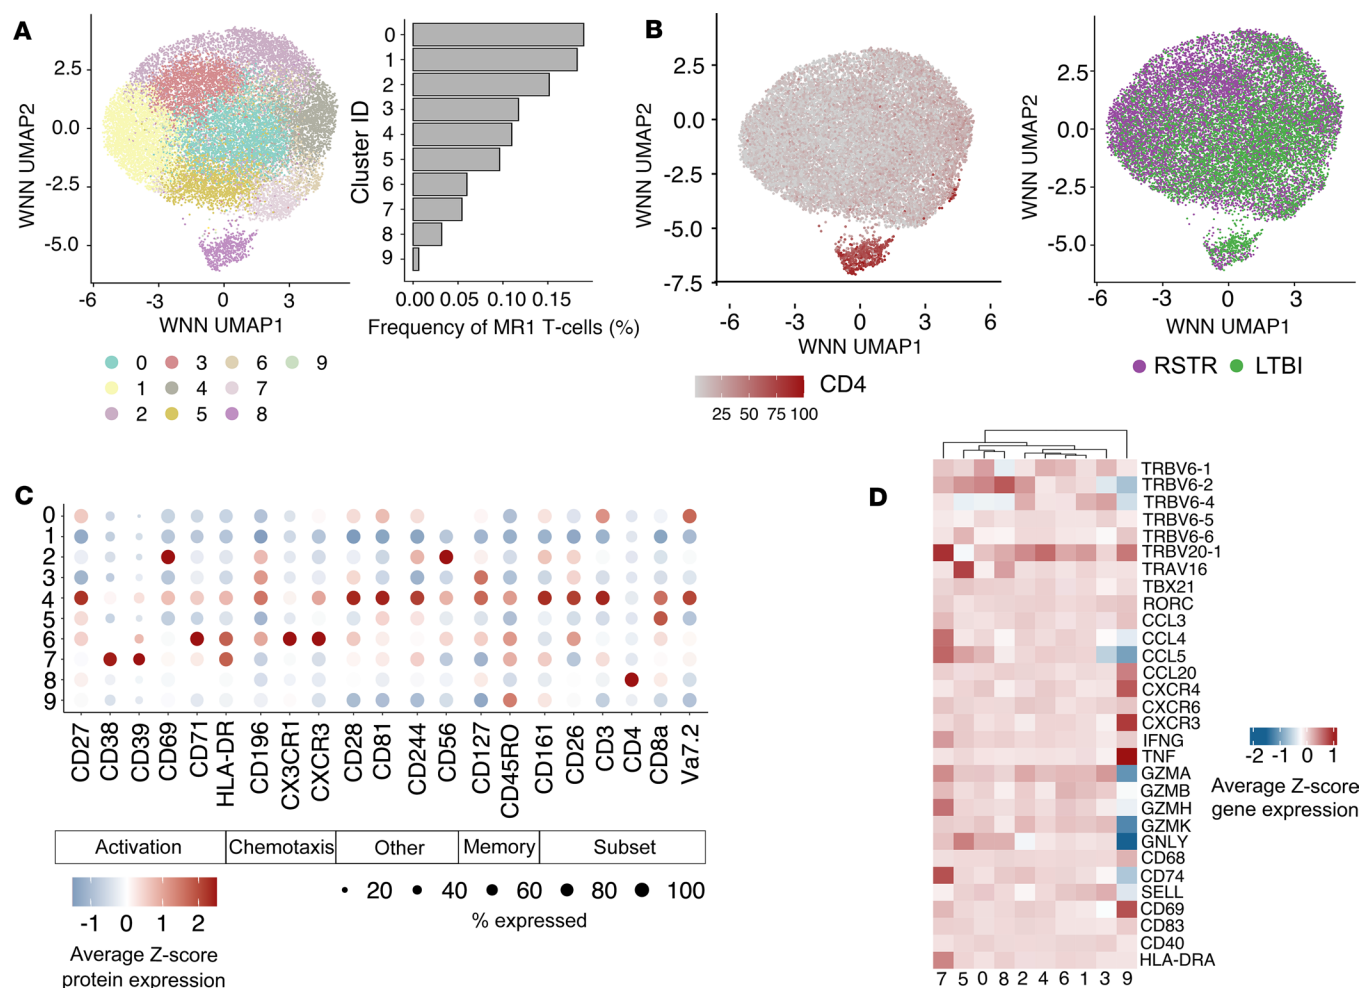 A
WNN UMAP2
2.5
0.0
-2.5
-5.0
-6 -3 0 3
WNN UMAP1
0 3 6 9
1 4 7
2 5 8
Cluster ID
0
1
2
3
4
5
6
7
8
9
0.00 0.05 0.10 0.15
Frequency of MR1 T-cells (%)
B
WNN UMAP2
2.5
0.0
-2.5
-5.0
-7.5
-6 -3 0 3 6
WNN UMAP1
CD4
25 50 75 100
WNN UMAP2
2.5
0.0
-2.5
-5.0
-6 -3 0 3
WNN UMAP1
RSTR LTBI
C
0
1
2
3
4
5
6
7
8
9
CD27
CD38
CD39
CD69
CD71
HLA-DR
CD196
CX3CR1
CXCR3
CD28
CD81
CD244
CD56
CD127
CD45RO
CD161
CD26
CD3
CD4
CD8a
Va7.2
Activation Chemotaxis Other Memory Subset
-1 0 1 2
Average Z-score
protein expression
20 40 60 80 100
% expressed
D
TRBV6-1
TRBV6-2
TRBV6-4
TRBV6-5
TRBV6-6
TRBV20-1
TRAV16
TBX21
RORC
CCL3
CCL4
CCL5
CCL20
CXCR4
CXCR6
CXCR3
IFNG
TNF
GZMA
GZMB
GZMH
GZMK
GNLY
CD68
CD74
SELL
CD69
CD83
CD40
HLA-DRA
7 5 0 8 2 4 6 1 3 9
-2 -1 0 1
Average Z-score
gene expression